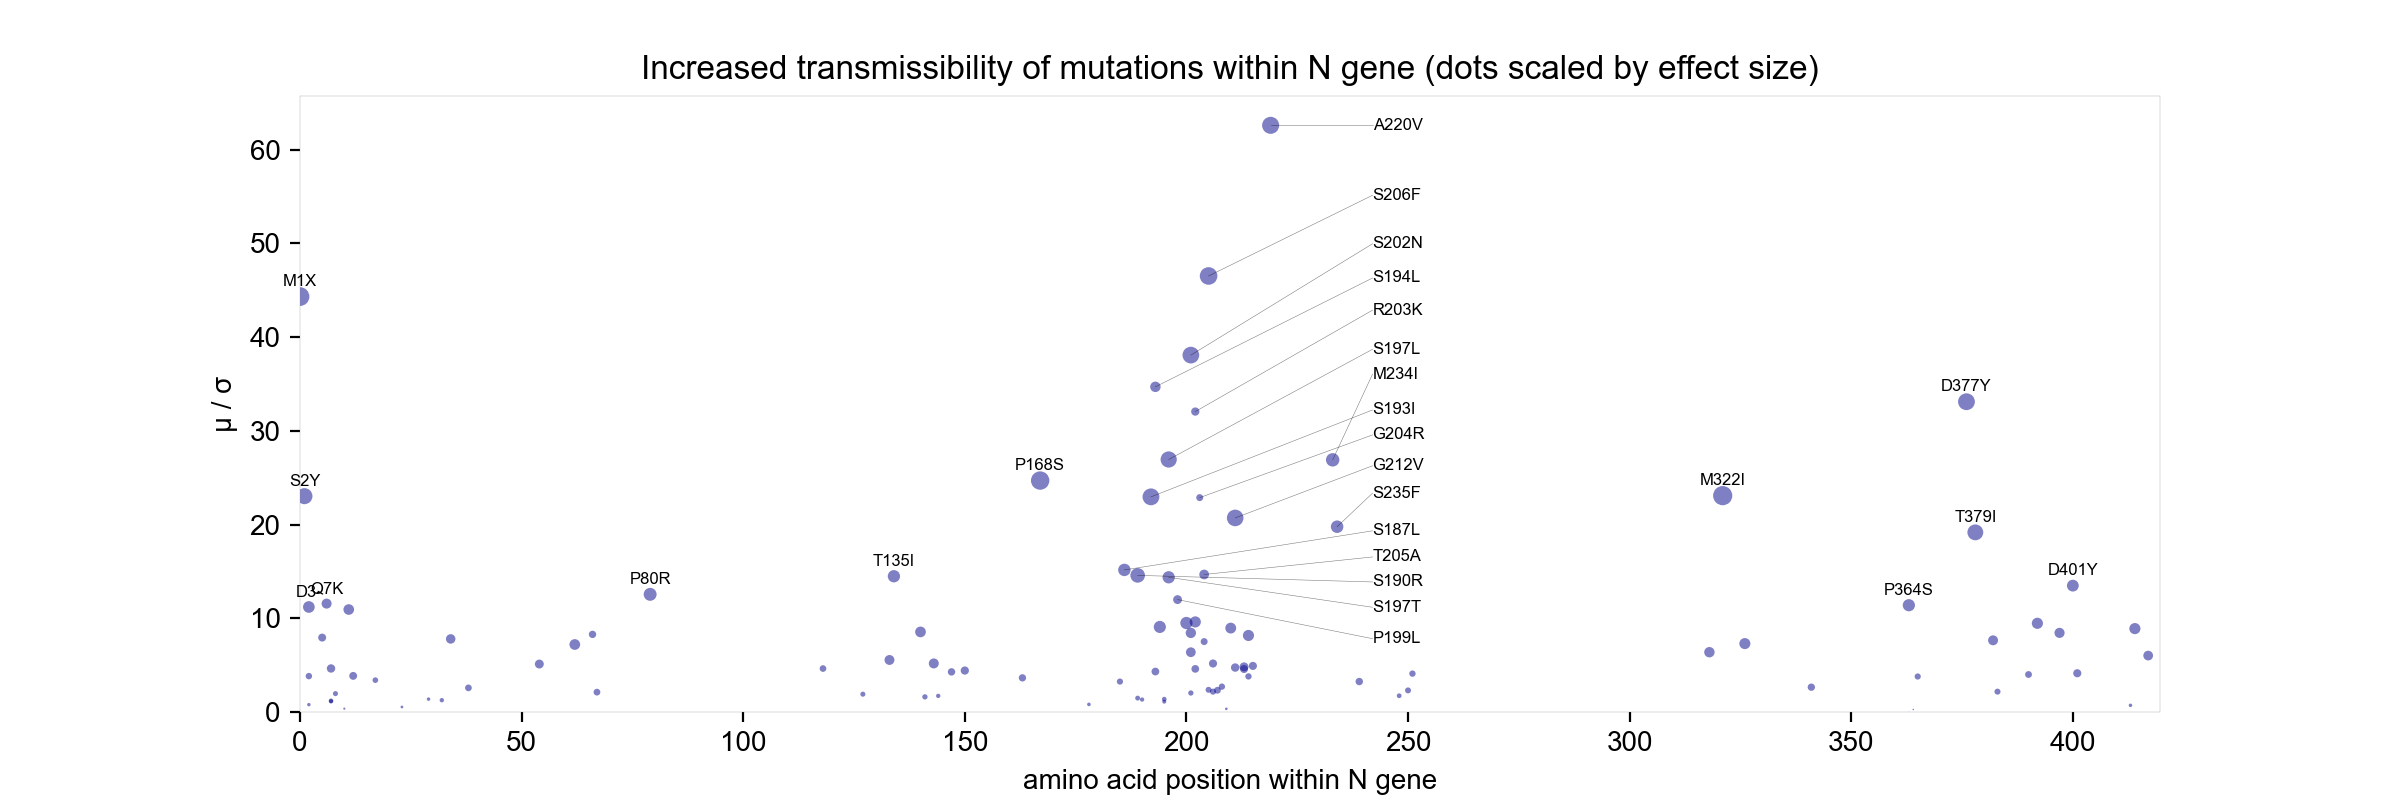 Increased transmissibility of mutations within N gene (dots scaled by effect size)
μ / σ
60
50
40
30
20
10
0
M1X
S2Y
Q7K
P80R
T135I
P168S
A220V
S206F
S202N
S194L
R203K
S197L
M234I
S193I
G204R
G212V
S235F
S187L
T205A
S190R
S197T
P199L
M322I
D377Y
T379I
P364S
D401Y
0 50 100 150 200 250 300 350 400
amino acid position within N gene